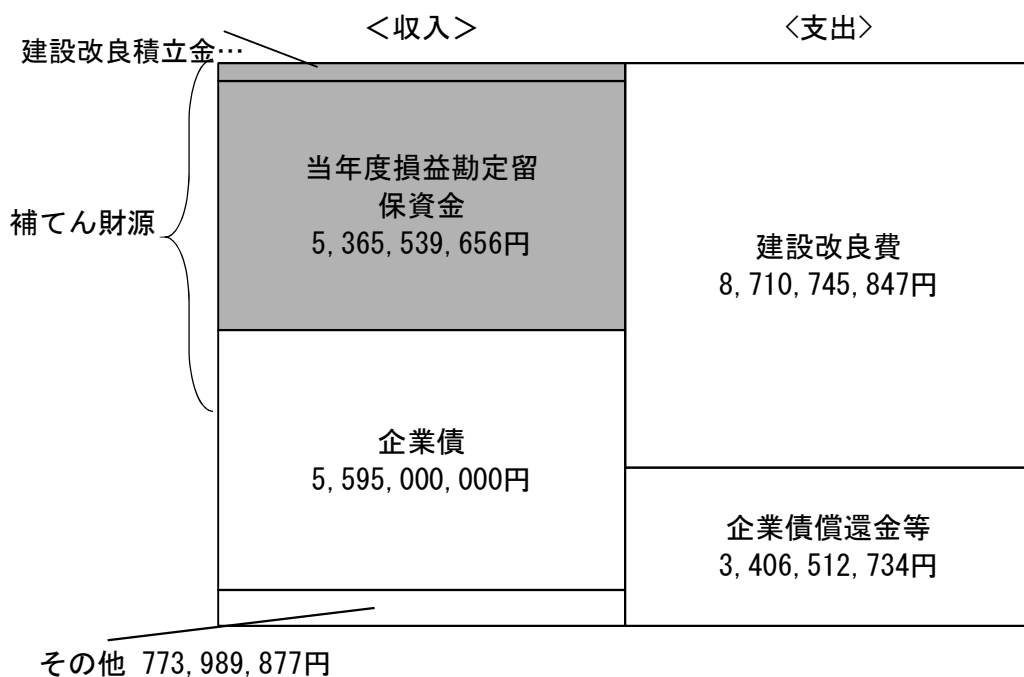 ＜収入＞
〈支出〉
建設改良積立金…
当年度損益勘定留
保資金
5,365,539,656円
補てん財源
建設改良費
8,710,745,847円
企業債
5,595,000,000円
企業債償還金等
3,406,512,734円
その他 773,989,877円